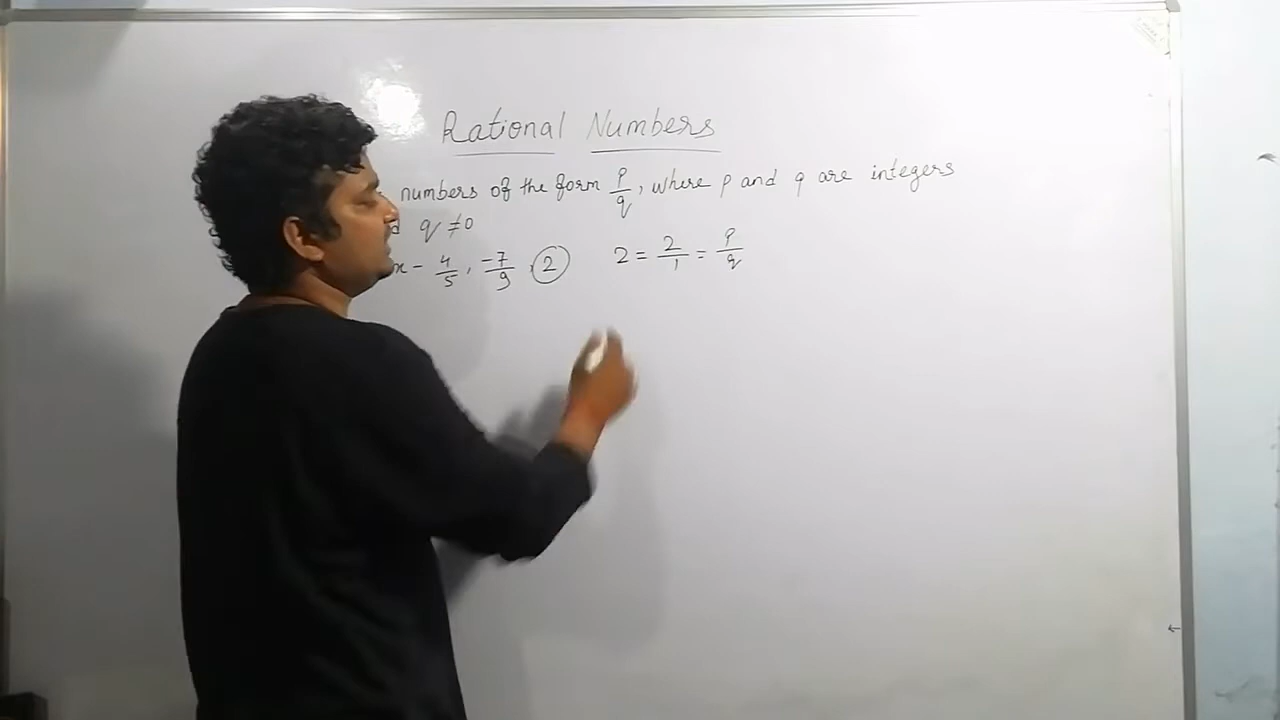 Rational Numbers
numbers of the form p/q, where p and q are integers
q ≠ 0
- 4/5, -7/9, 2 2 = 2/1 = p/q